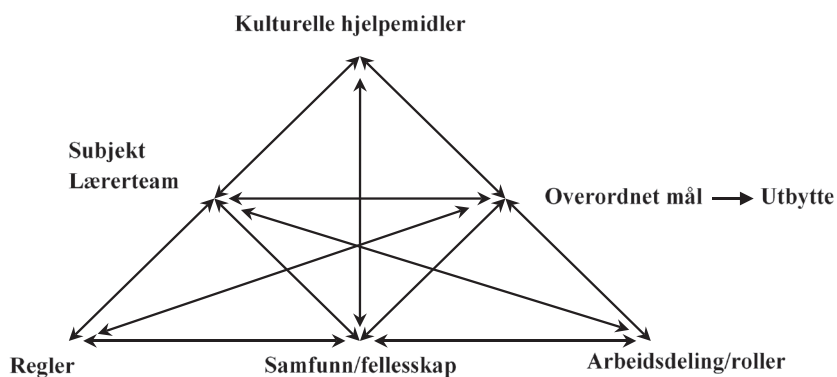 Kulturelle hjelpemidler
Subjekt
Lærerteam
Overordnet mål
Utbytte
Regler
Samfunn/fellesskap
Arbeidsdeling/roller